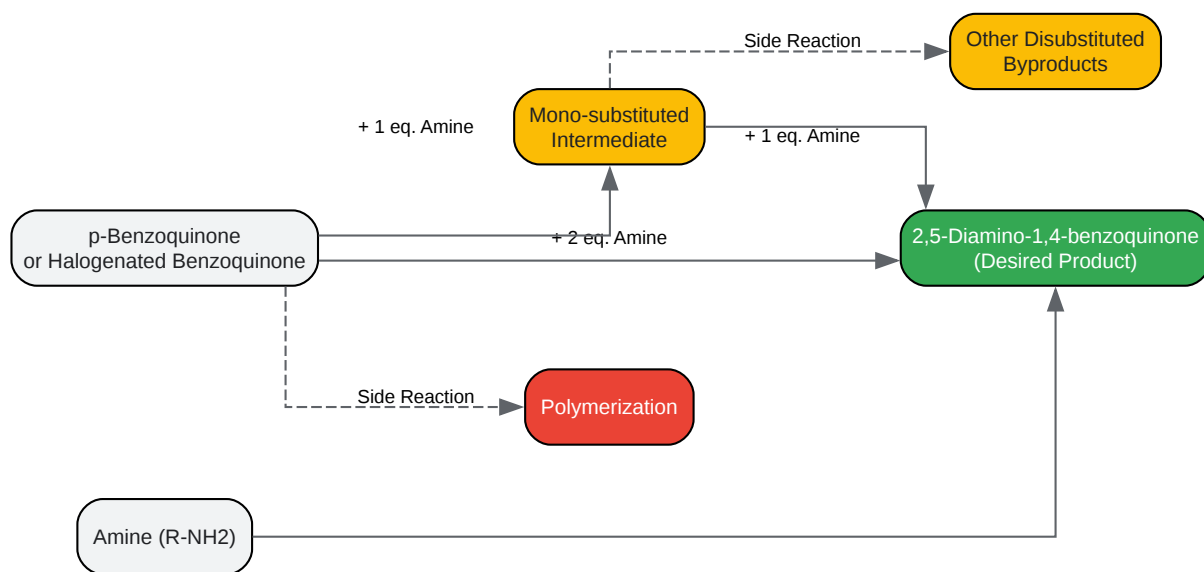 Side Reaction
Other Disubstituted
Byproducts
+ 1 eq. Amine
Mono-substituted
Intermediate
+ 1 eq. Amine
p-Benzoquinone
or Halogenated Benzoquinone
+ 2 eq. Amine
2,5-Diamino-1,4-benzoquinone
(Desired Product)
Side Reaction
Polymerization
Amine (R-NH2)